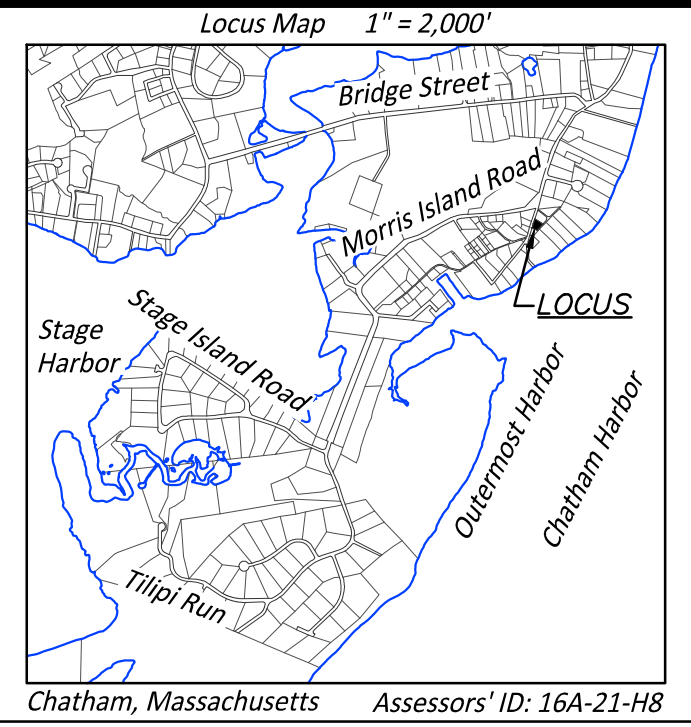 Locus Map 1" = 2,000'
Bridge Street
Morris Island Road
LOCUS
Stage Island Road
Stage
Harbor
Outermost Harbor
Chatham Harbor
Tilipi Run
Chatham, Massachusetts Assessors' ID: 16A-21-H8